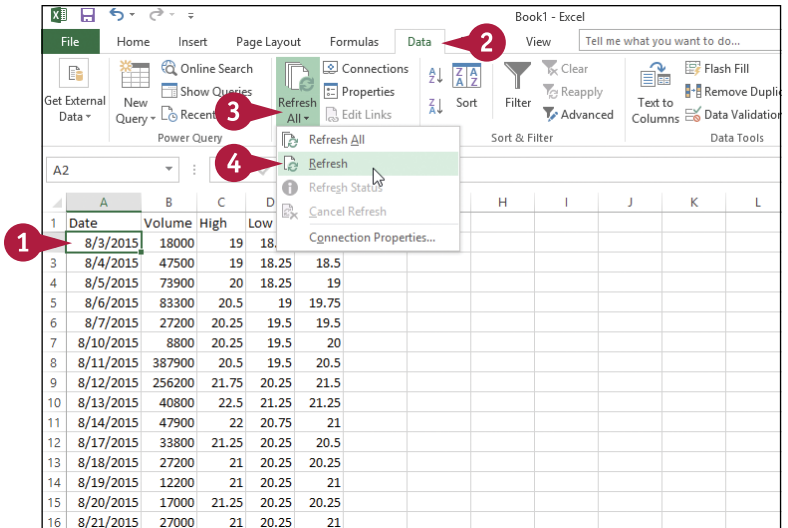 Book1 - Excel
File Home Insert Page Layout Formulas Data 2 View Tell me what you want to do...
Get External Data
New Query
Online Search
Show Queries
Power Query
3
Refresh All
Connections
Properties
Edit Links
Sort
Filter
Clear
Reapply
Advanced
Sort & Filter
Text to Columns
Flash Fill
Remove
Data Validation
Data Tools
4
Refresh All
Refresh
Refresh Status
Cancel Refresh
Connection Properties...
A2
A B C D H I J K L
1 Date Volume High Low
1 8/3/2015 18000 19
3 8/4/2015 47500 19 18.25 18.5
4 8/5/2015 73900 20 18.25 19
5 8/6/2015 83300 20.5 19 19.75
6 8/7/2015 27200 20.25 19.5 19.5
7 8/10/2015 8800 20.25 19.5 20
8 8/11/2015 387900 20.5 19.5 20.5
9 8/12/2015 256200 21.75 20.25 21.5
10 8/13/2015 40800 22.5 21.25 21.25
11 8/14/2015 47900 22 20.75 21
12 8/17/2015 33800 21.25 20.25 20.5
13 8/18/2015 27200 21 20.25 20.25
14 8/19/2015 12200 21 20.25 21
15 8/20/2015 17000 21.25 20.25 20.25
16 8/21/2015 27000 21 20.25 21